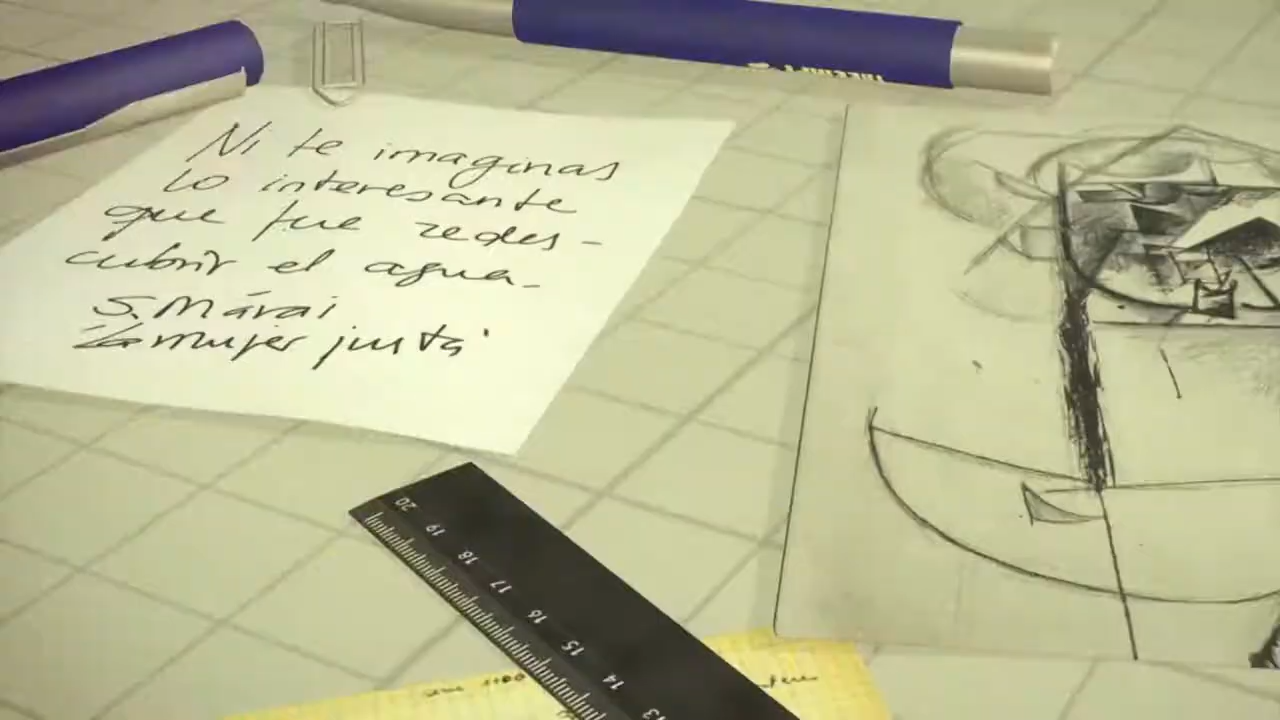 Ni te imaginas
lo interesante
que fue redes-
cubrir el agua.
S. Márai
"La mujer justa"
20 19 18 17 16 15 14 13